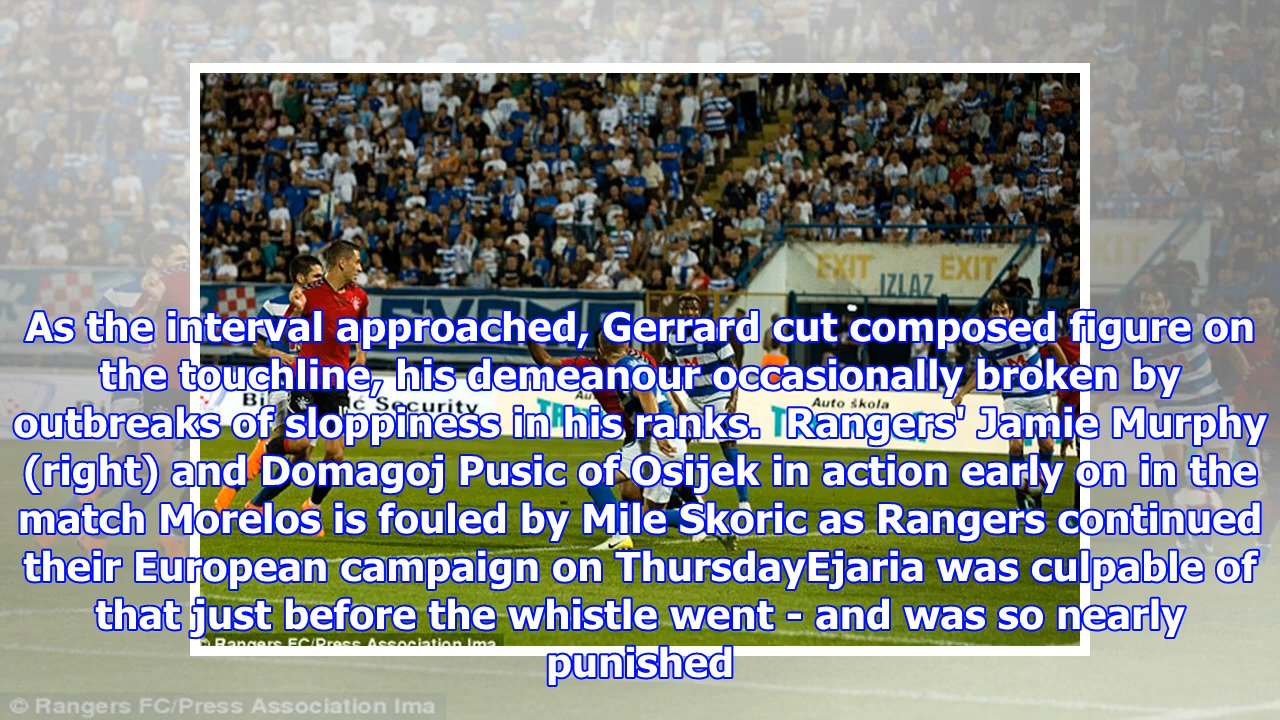 EXIT IZLAZ EXIT
As the interval approached, Gerrard cut composed figure on
the touchline, his demeanour occasionally broken by
Security
Auto škola
outbreaks of sloppiness in his ranks.  Rangers' Jamie Murphy
(right) and Domagoj Pusic of Osijek in action early on in the
match Morelos is fouled by Mile Skoric as Rangers continued
their European campaign on ThursdayEjaria was culpable of
that just before the whistle went - and was so nearly
© Rangers FC/Press Association Ima
punished
© Rangers FC/Press Association Ima